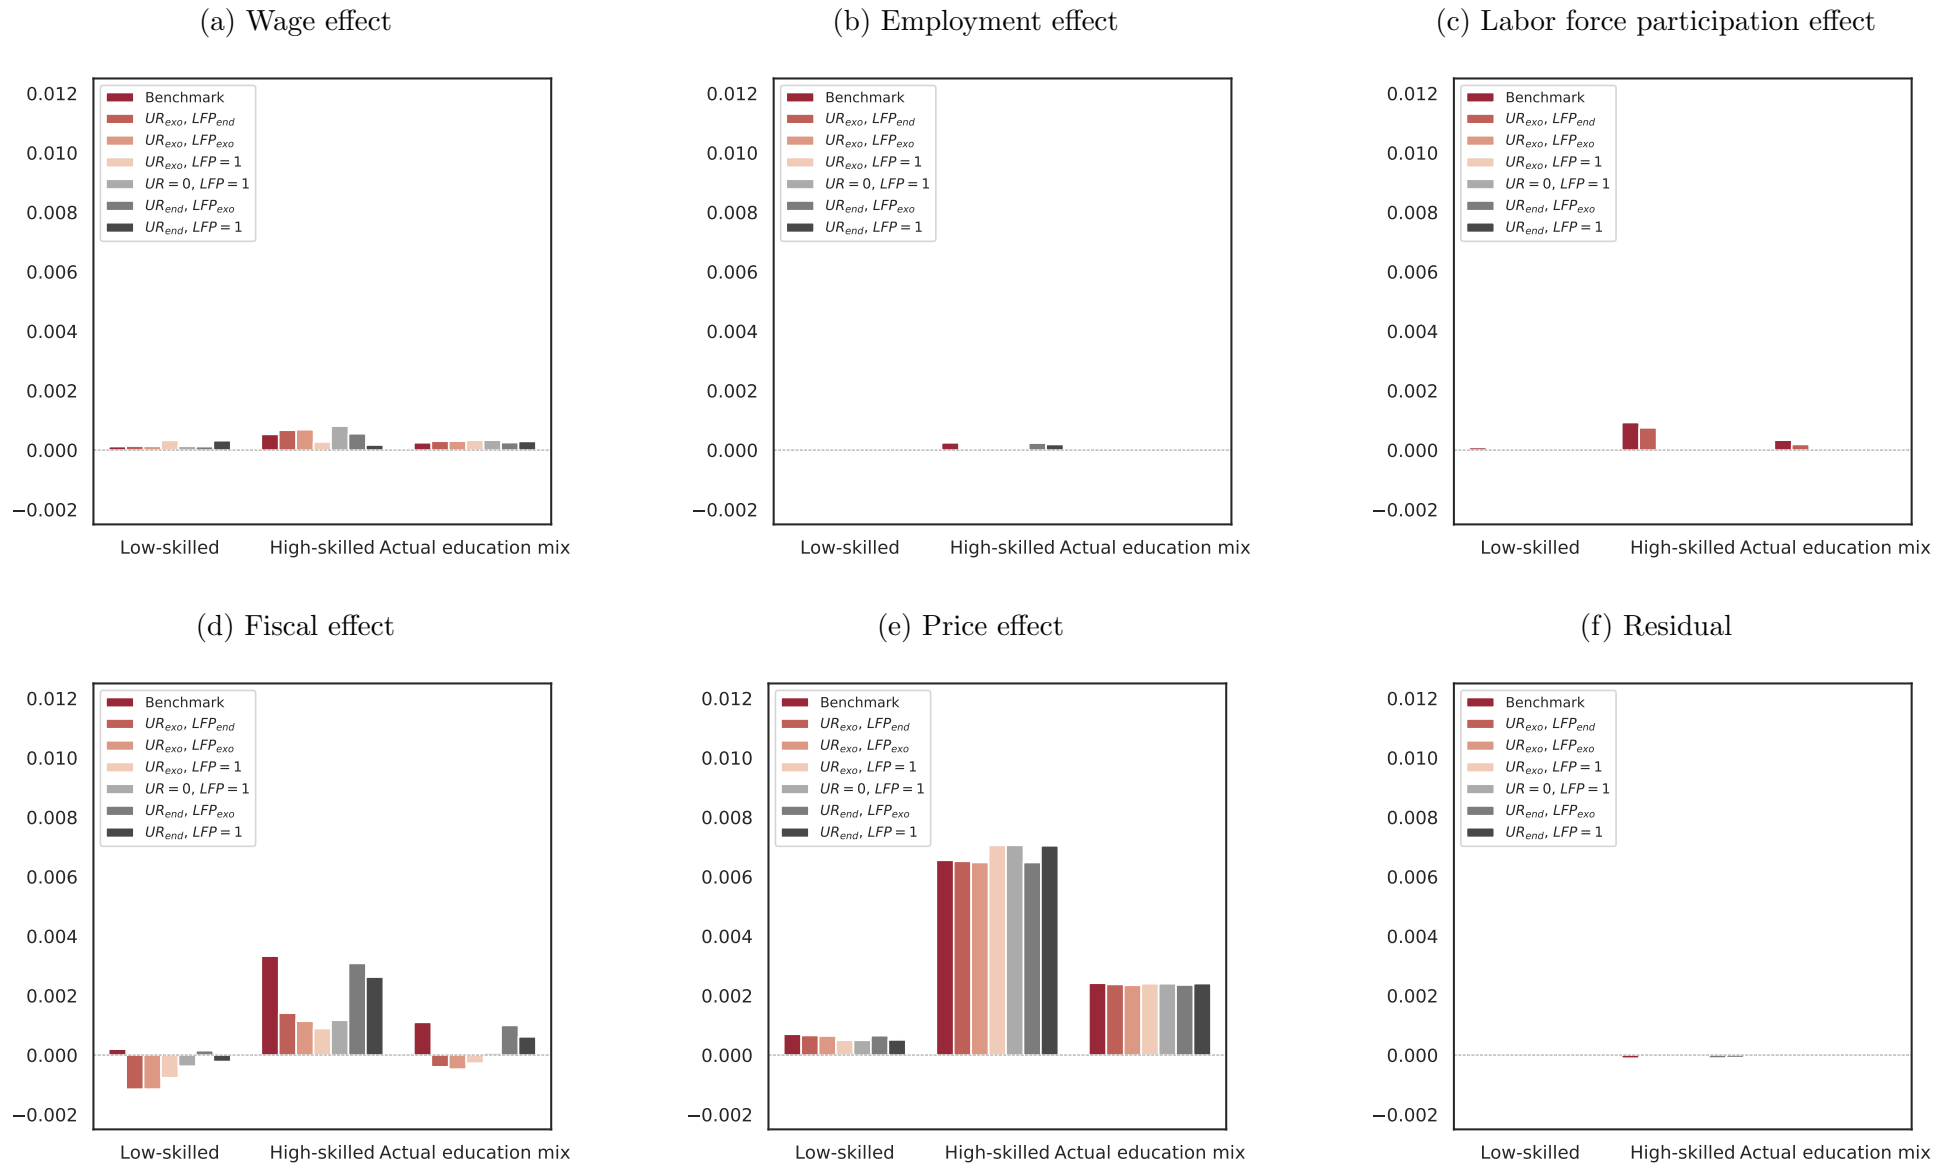 (a) Wage effect
0.012
0.010
0.008
0.006
0.004
0.002
0.000
−0.002
Benchmark
UR_exo, LFP_end
UR_exo, LFP_exo
UR_exo, LFP = 1
UR = 0, LFP = 1
UR_end, LFP_exo
UR_end, LFP = 1
Low-skilled High-skilled Actual education mix
(b) Employment effect
0.012
0.010
0.008
0.006
0.004
0.002
0.000
−0.002
Benchmark
UR_exo, LFP_end
UR_exo, LFP_exo
UR_exo, LFP = 1
UR = 0, LFP = 1
UR_end, LFP_exo
UR_end, LFP = 1
Low-skilled High-skilled Actual education mix
(c) Labor force participation effect
0.012
0.010
0.008
0.006
0.004
0.002
0.000
−0.002
Benchmark
UR_exo, LFP_end
UR_exo, LFP_exo
UR_exo, LFP = 1
UR = 0, LFP = 1
UR_end, LFP_exo
UR_end, LFP = 1
Low-skilled High-skilled Actual education mix
(d) Fiscal effect
0.012
0.010
0.008
0.006
0.004
0.002
0.000
−0.002
Benchmark
UR_exo, LFP_end
UR_exo, LFP_exo
UR_exo, LFP = 1
UR = 0, LFP = 1
UR_end, LFP_exo
UR_end, LFP = 1
Low-skilled High-skilled Actual education mix
(e) Price effect
0.012
0.010
0.008
0.006
0.004
0.002
0.000
−0.002
Benchmark
UR_exo, LFP_end
UR_exo, LFP_exo
UR_exo, LFP = 1
UR = 0, LFP = 1
UR_end, LFP_exo
UR_end, LFP = 1
Low-skilled High-skilled Actual education mix
(f) Residual
0.012
0.010
0.008
0.006
0.004
0.002
0.000
−0.002
Benchmark
UR_exo, LFP_end
UR_exo, LFP_exo
UR_exo, LFP = 1
UR = 0, LFP = 1
UR_end, LFP_exo
UR_end, LFP = 1
Low-skilled High-skilled Actual education mix